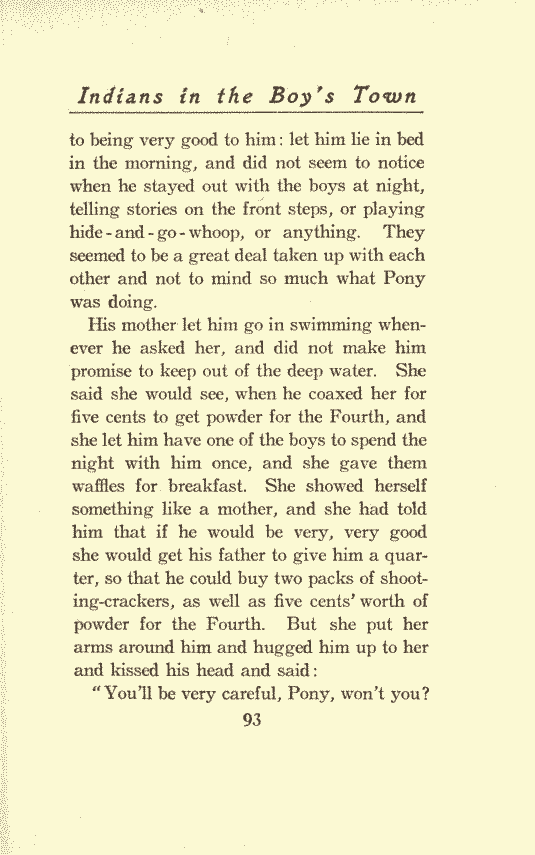 Indians in the Boy's Town
to being very good to him: let him lie in bed
in the morning, and did not seem to notice
when he stayed out with the boys at night,
telling stories on the front steps, or playing
hide-and-go-whoop, or anything. They
seemed to be a great deal taken up with each
other and not to mind so much what Pony
was doing.
His mother let him go in swimming when-
ever he asked her, and did not make him
promise to keep out of the deep water. She
said she would see, when he coaxed her for
five cents to get powder for the Fourth, and
she let him have one of the boys to spend the
night with him once, and she gave them
waffles for breakfast. She showed herself
something like a mother, and she had told
him that if he would be very, very good
she would get his father to give him a quar-
ter, so that he could buy two packs of shoot-
ing-crackers, as well as five cents' worth of
powder for the Fourth. But she put her
arms around him and hugged him up to her
and kissed his head and said:
"You'll be very careful, Pony, won't you?
93